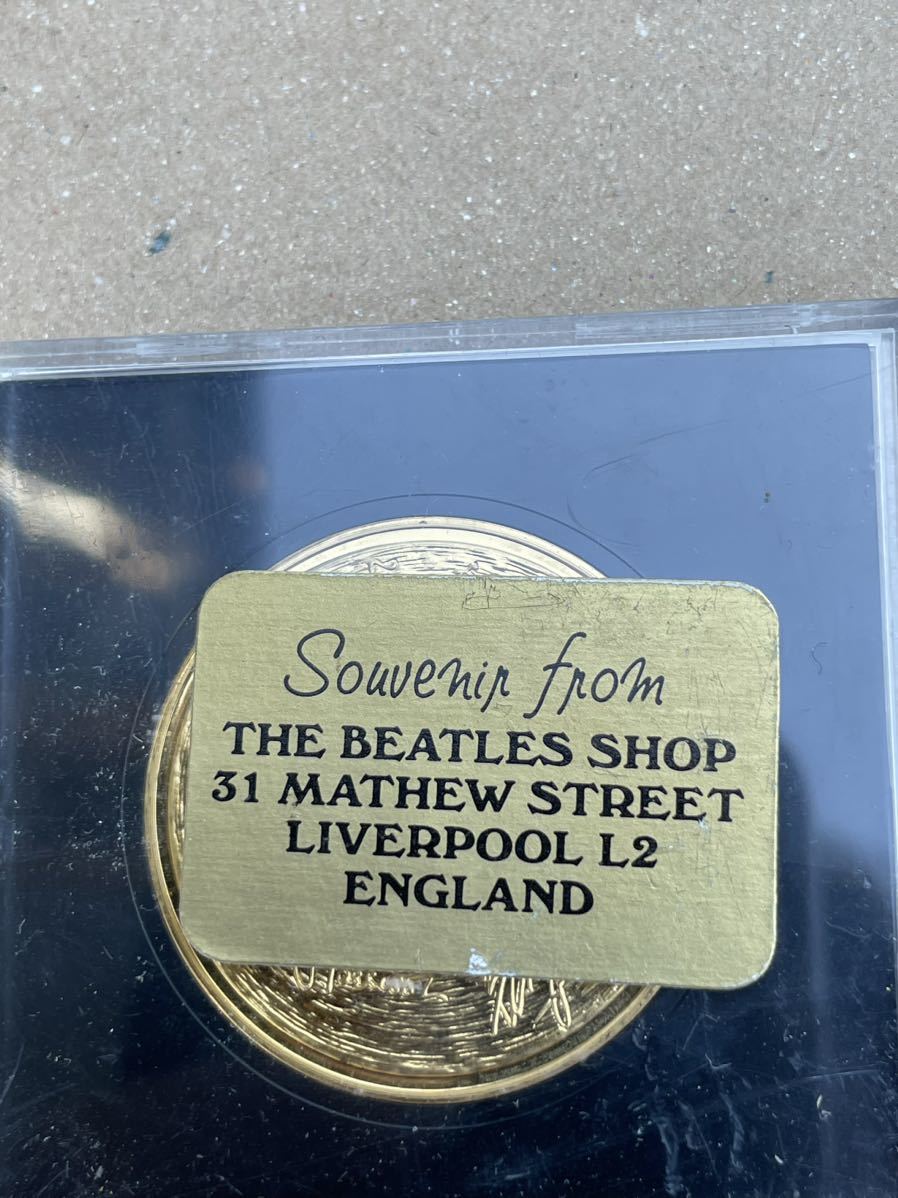 Souvenir from
THE BEATLES SHOP
31 MATHEW STREET
LIVERPOOL L2
ENGLAND